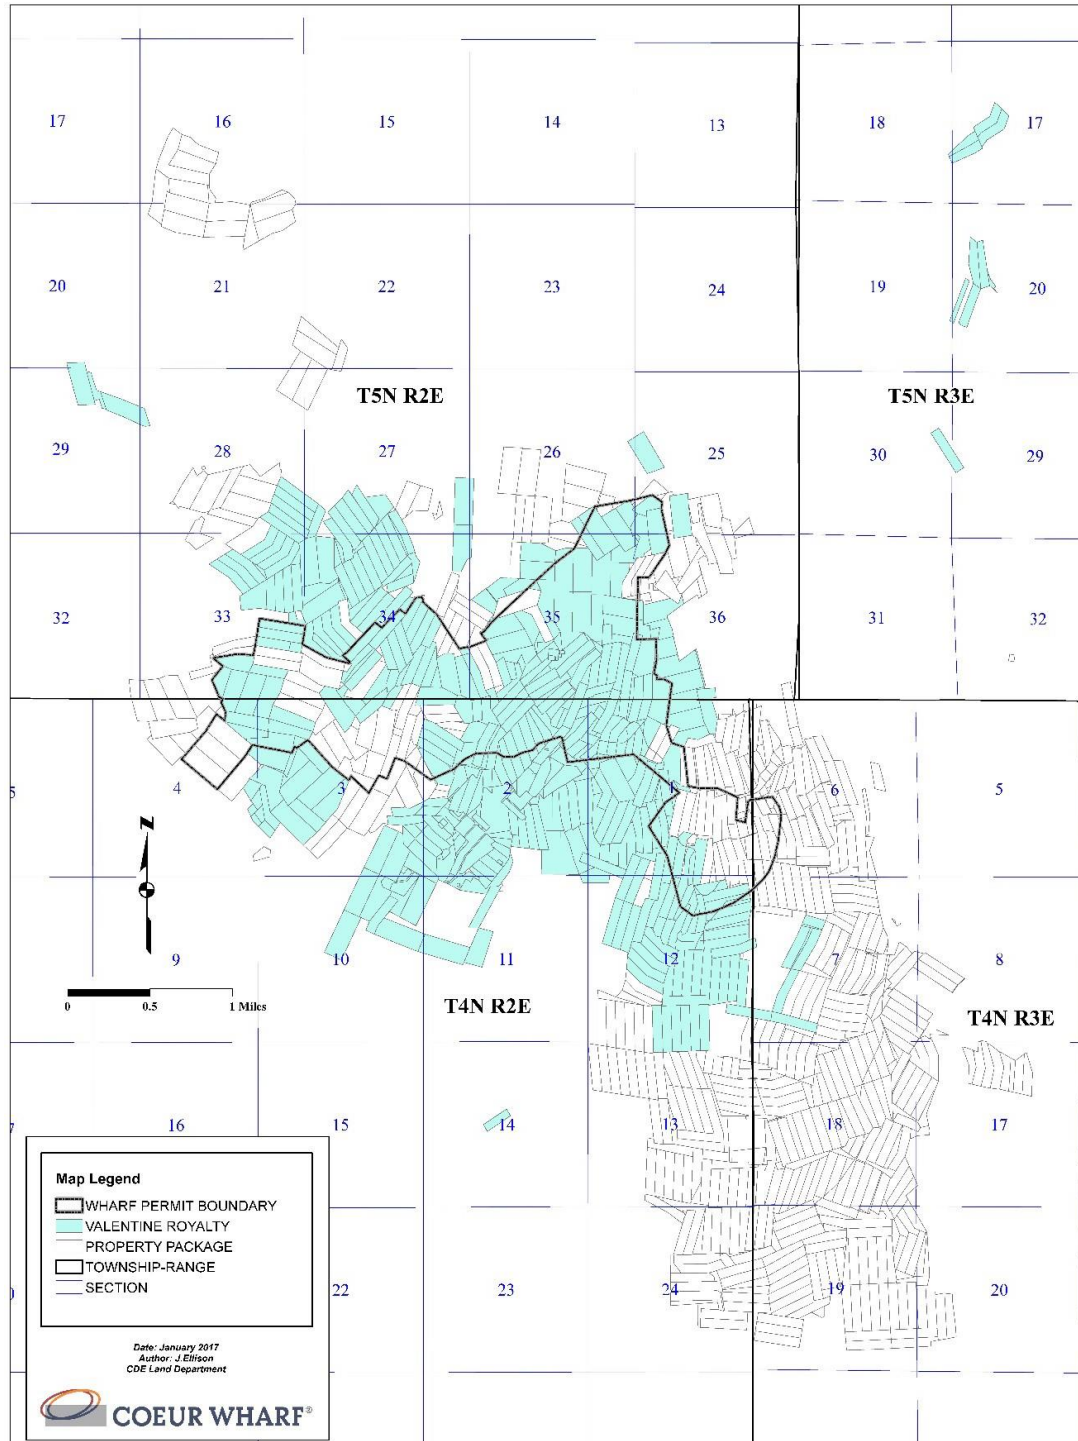 17 16 15 14 13 18 17
20 21 22 23 24 19 20
T5N R2E T5N R3E
29 28 27 26 25 30 29
32 33 34 35 36 31 32
5 4 3 2 1 6 5
N
9 10 11 12 7 8
0 0.5 1 Miles
T4N R2E T4N R3E
16 15 14 13 18 17
Map Legend
WHARF PERMIT BOUNDARY
VALENTINE ROYALTY
PROPERTY PACKAGE
TOWNSHIP-RANGE
SECTION
22 23 24 19 20
Date: January 2017
Author: J.Ellison
CDE Land Department
COEUR WHARF®